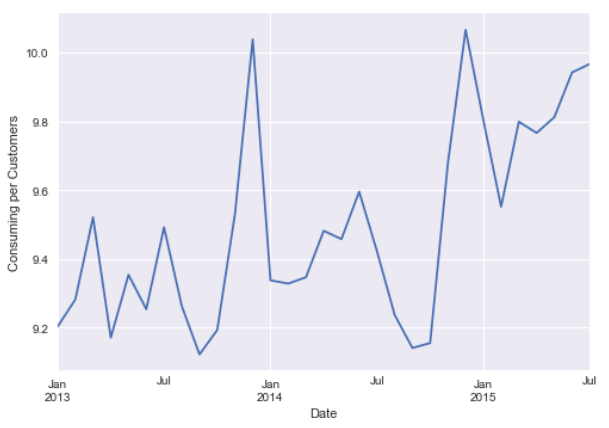 Consuming per Customers
10.0
9.8
9.6
9.4
9.2
Jan
2013
Jul
Jan
2014
Jul
Jan
2015
Jul
Date